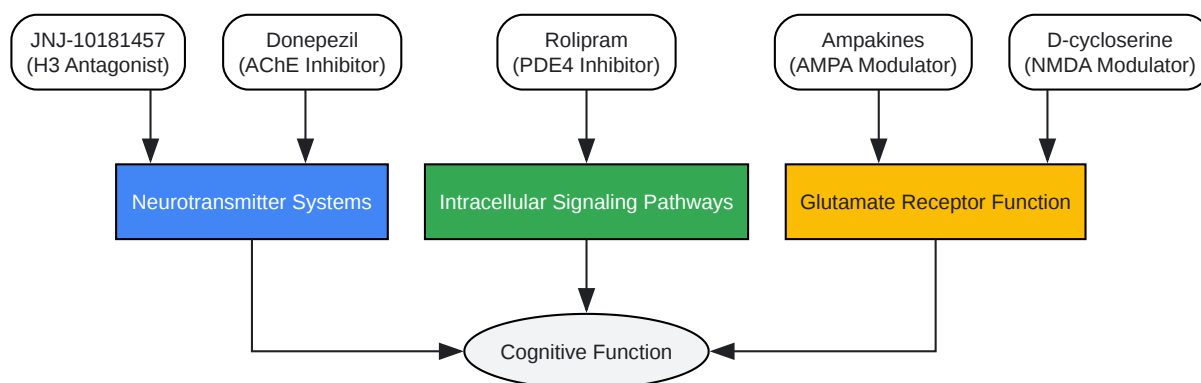 JNJ-10181457
(H3 Antagonist)
Donepezil
(AChE Inhibitor)
Rolipram
(PDE4 Inhibitor)
Ampakines
(AMPA Modulator)
D-cycloserine
(NMDA Modulator)
Neurotransmitter Systems
Intracellular Signaling Pathways
Glutamate Receptor Function
Cognitive Function